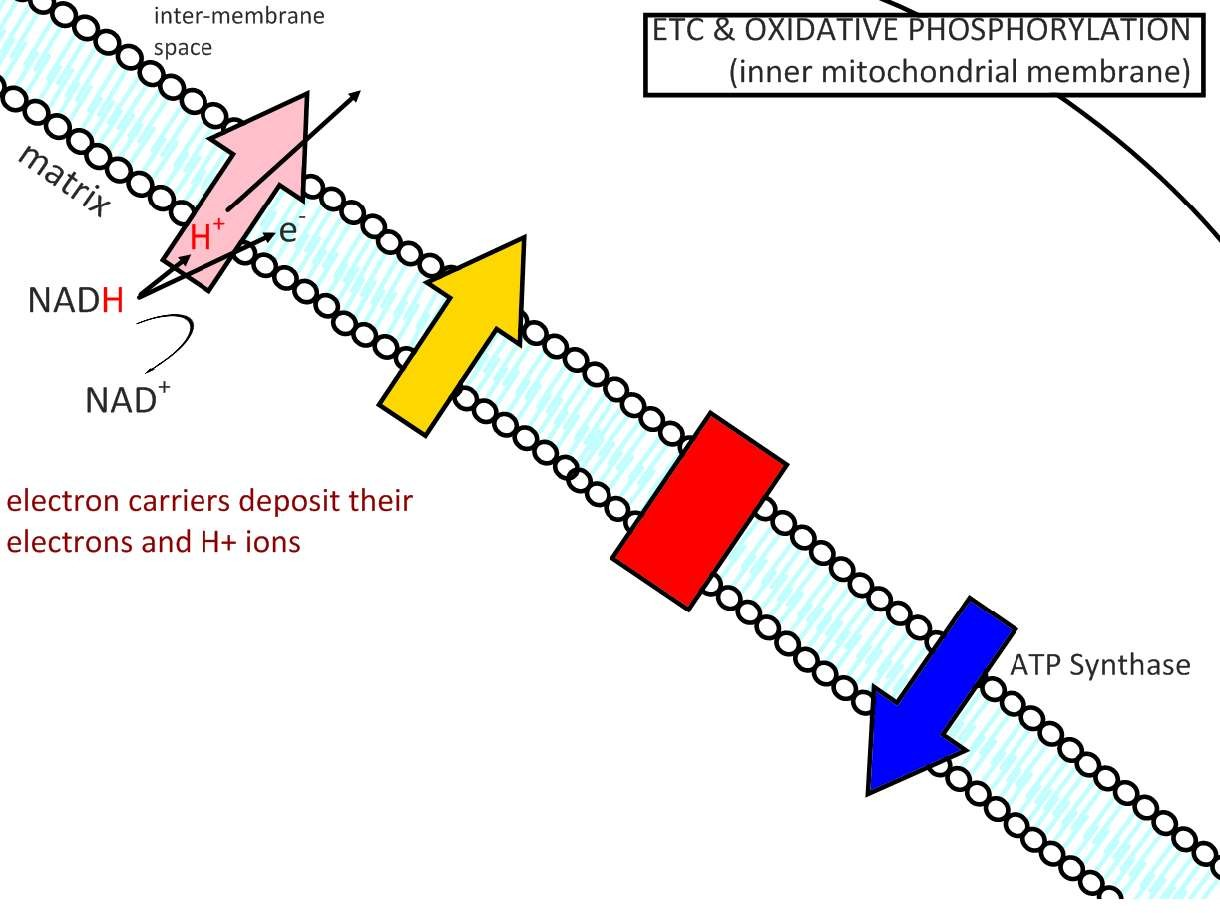 inter-membrane
space
ETC & OXIDATIVE PHOSPHORYLATION
(inner mitochondrial membrane)
matrix
H⁺
e⁻
NADH
NAD⁺
electron carriers deposit their
electrons and H+ ions
ATP Synthase